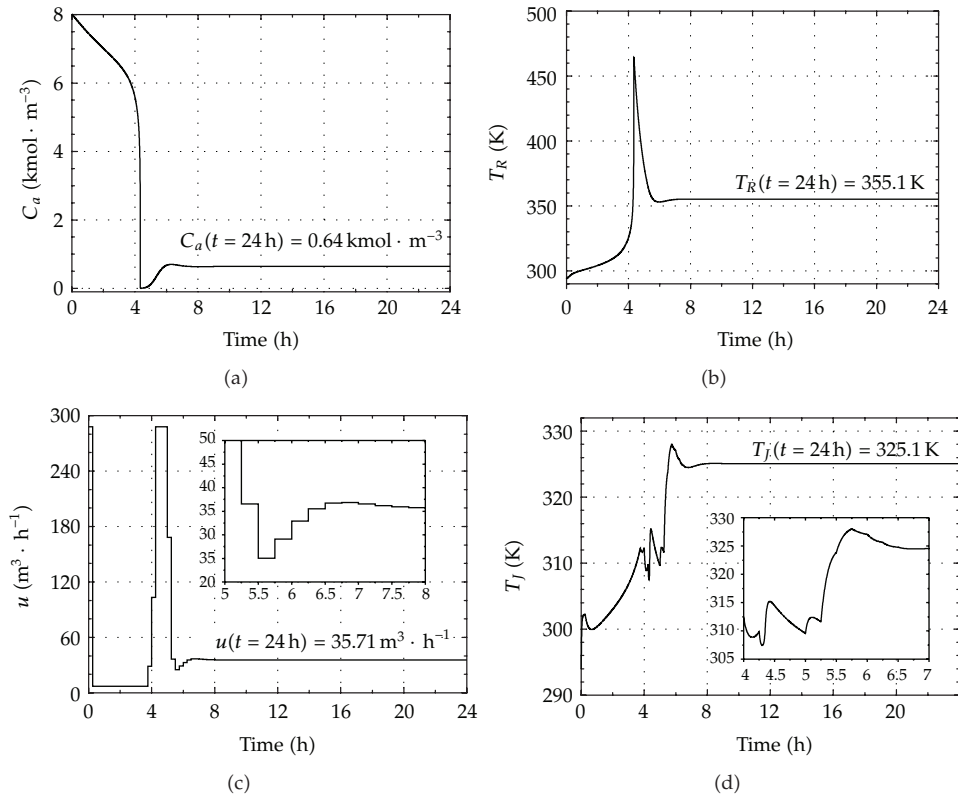 8
6
4
2
0
C_a (kmol · m⁻³)
C_a(t = 24 h) = 0.64 kmol · m⁻³
0 4 8 12 16 20 24
Time (h)
(a)
500
450
400
350
300
T_R (K)
T_R(t = 24 h) = 355.1 K
0 4 8 12 16 20 24
Time (h)
(b)
300
240
180
120
60
0
u (m³ · h⁻¹)
50
45
40
35
30
35
20
5 5.5 6 6.5 7 7.5 8
u(t = 24 h) = 35.71 m³ · h⁻¹
0 4 8 12 16 20 24
Time (h)
(c)
330
320
310
300
290
T_J (K)
T_J(t = 24 h) = 325.1 K
330
325
320
315
310
305
4 4.5 5 5.5 6 6.5 7
0 4 8 12 16 20 24
Time (h)
(d)